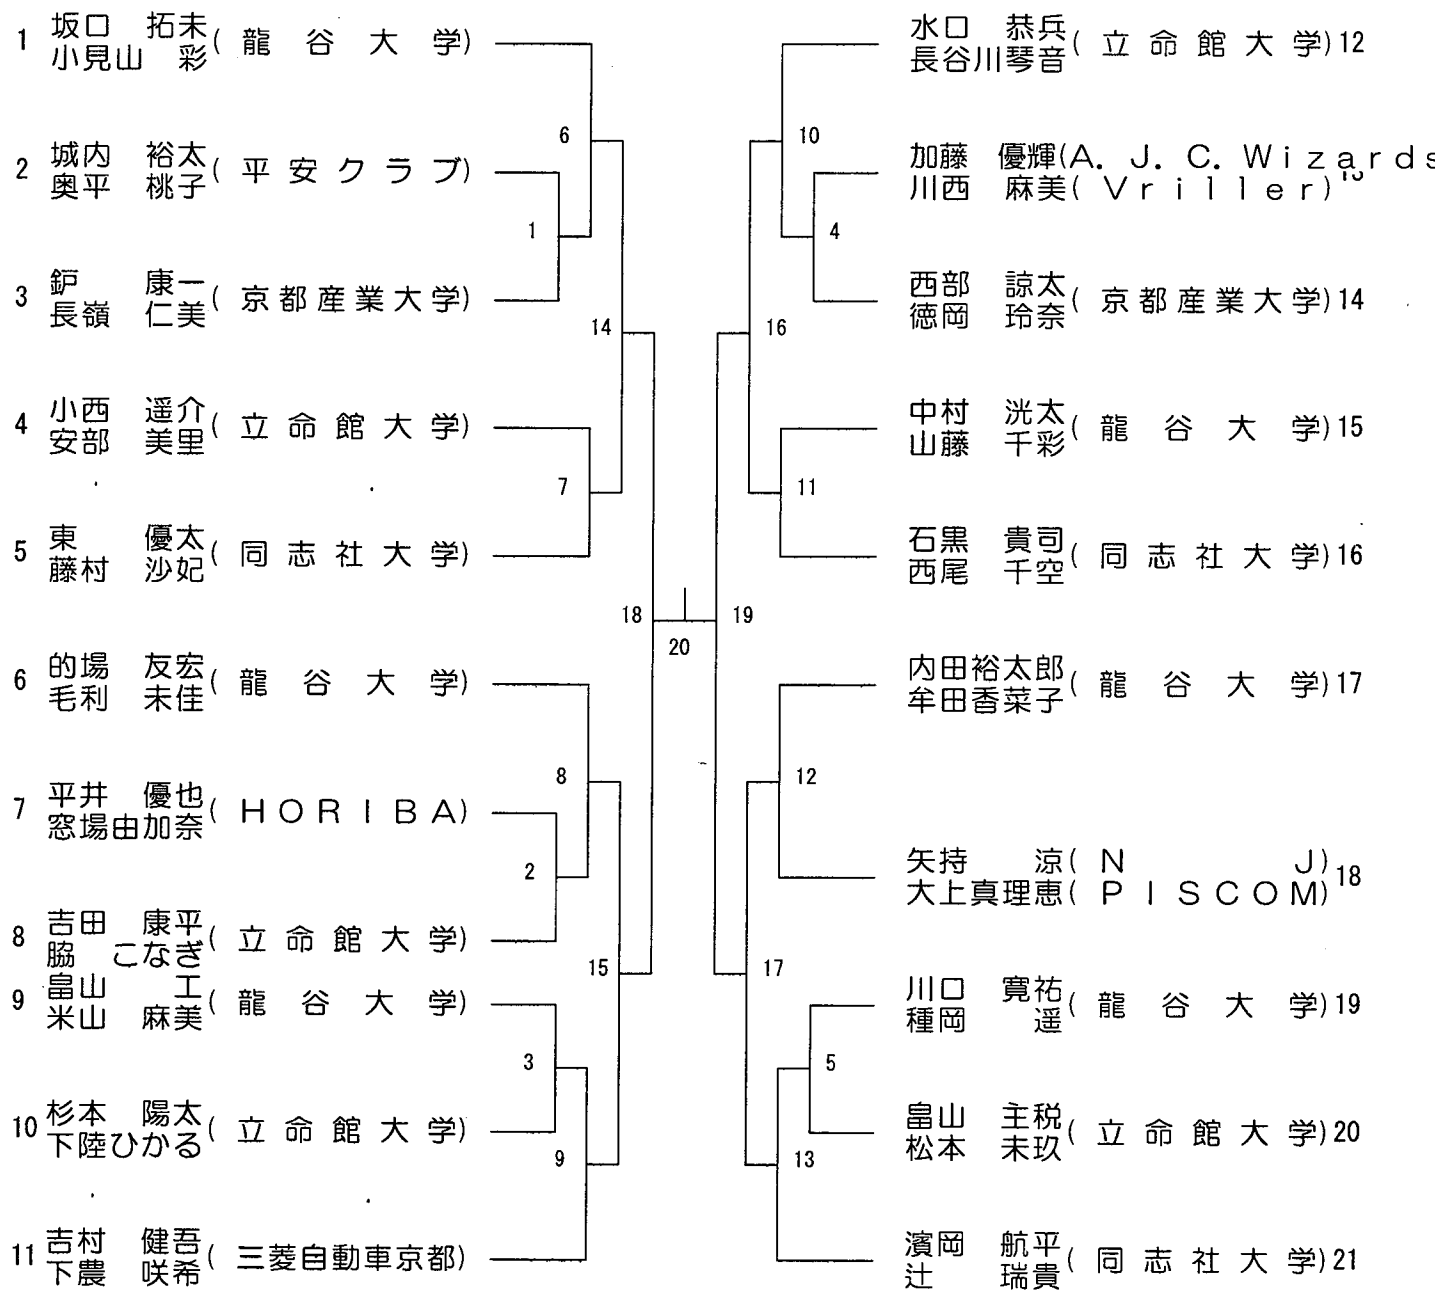 1 坂口 拓未
小見山 彩 (龍谷大学)
2 城内 裕太
奥平 桃子 (平安クラブ)
3 鈩 康一
長嶺 仁美 (京都産業大学)
4 小西 遥介
安部 美里 (立命館大学)
5 東 優太
藤村 沙妃 (同志社大学)
6 的場 友宏
毛利 未佳 (龍谷大学)
7 平井 優也
窓場由加奈 (HORIBA)
8 吉田 康平
脇 こなぎ (立命館大学)
9 畠山 工
米山 麻美 (龍谷大学)
10 杉本 陽太
下陸ひかる (立命館大学)
11 吉村 健吾
下農 咲希 (三菱自動車京都)
6
1
14
7
18
8
2
15
3
9
20
10
4
16
11
19
12
17
5
13
水口 恭兵
長谷川琴音 (立命館大学) 12
加藤 優輝(A. J. C. Wizards
川西 麻美(Vriller)
西部 諒太
徳岡 玲奈 (京都産業大学) 14
中村 洸太
山藤 千彩 (龍谷大学) 15
石黒 貴司
西尾 千空 (同志社大学) 16
内田裕太郎
牟田香菜子 (龍谷大学) 17
矢持 涼(NJ)
大上真理恵(PISCOM) 18
川口 寛祐
種岡 遥 (龍谷大学) 19
畠山 主税
松本 未玖 (立命館大学) 20
濱岡 航平
辻 瑞貴 (同志社大学) 21